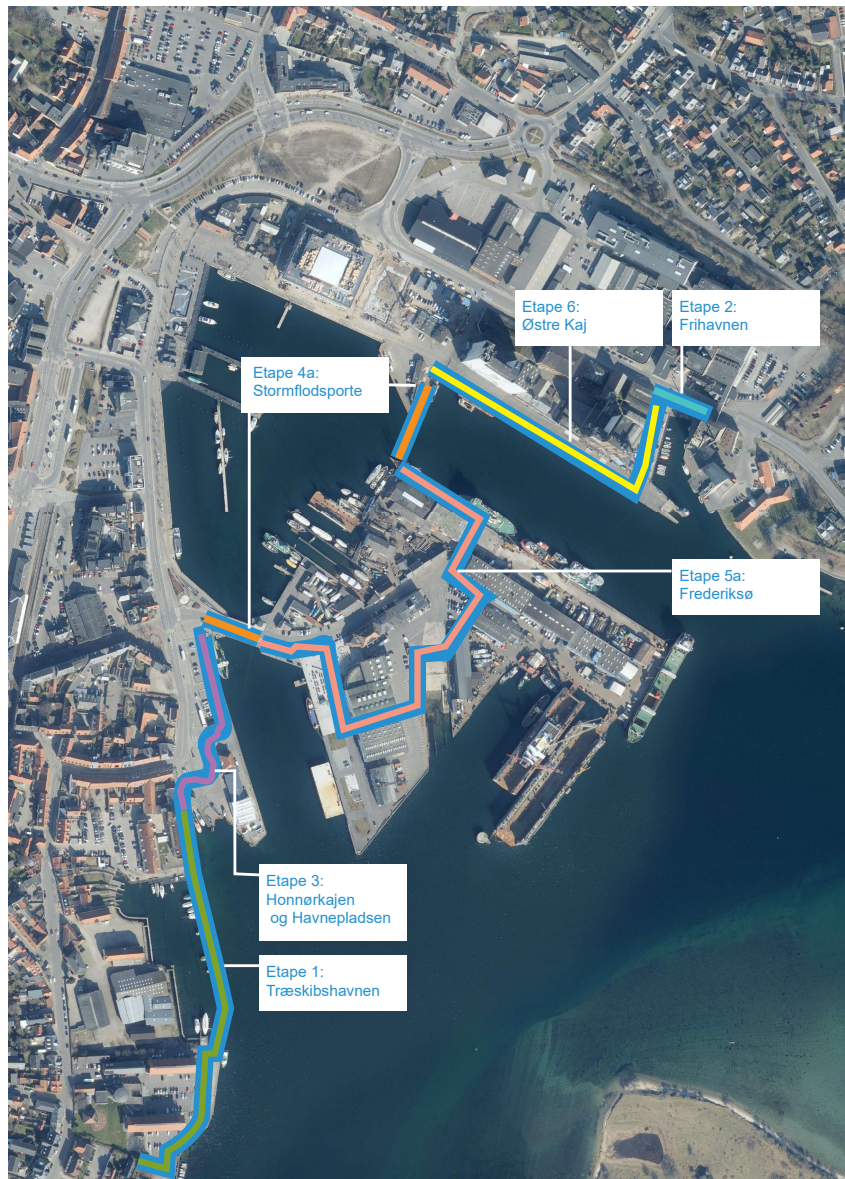 Etape 6:
Østre Kaj
Etape 2:
Frihavnen
Etape 4a:
Stormflodsporte
Etape 5a:
Frederiksø
Etape 3:
Honnørkajen
og Havnepladsen
Etape 1:
Træskibshavnen